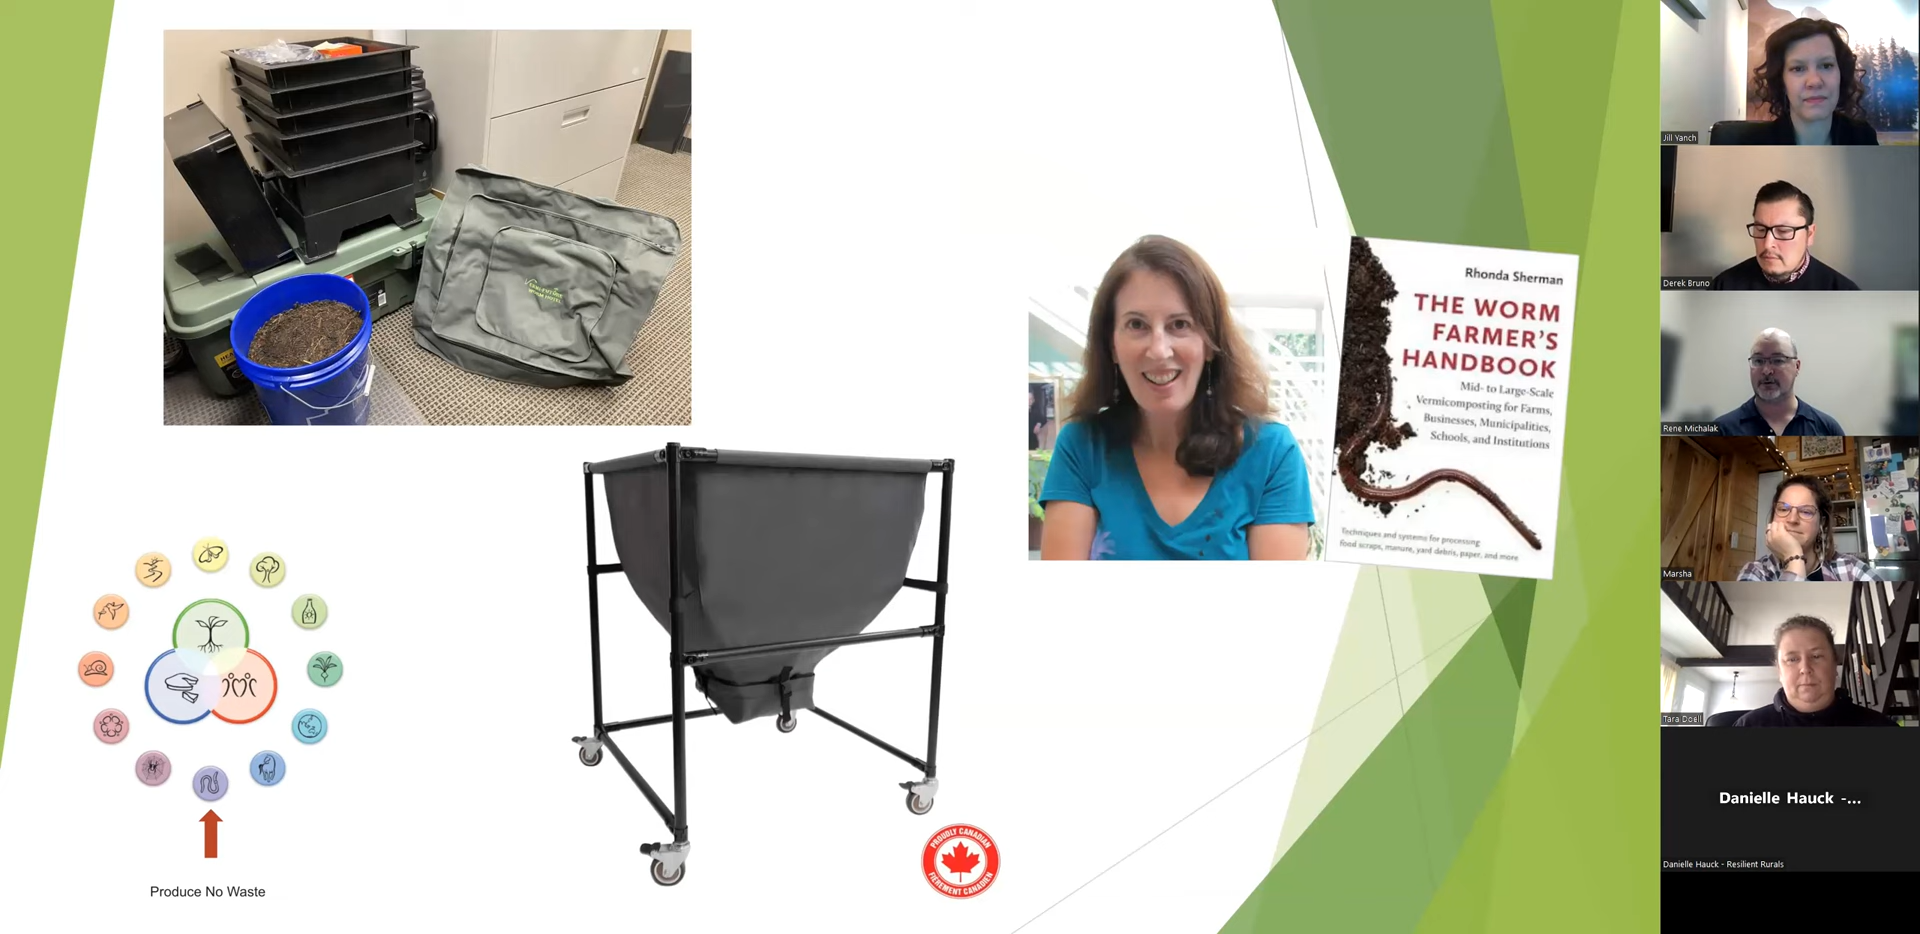 Rhonda Sherman
THE WORM
FARMER'S
HANDBOOK
Mid- to Large-Scale
Vermicomposting for Farms,
Businesses, Municipalities,
Schools, and Institutions
Techniques and systems for processing
food scraps, manure, yard debris, paper, and more
Produce No Waste
PROUDLY CANADIAN
FIÈREMENT CANADIEN
Jill Yanch
Derek Bruno
Rene Michalak
Marsha
Tara Doell
Danielle Hauck -...
Danielle Hauck - Resilient Rurals